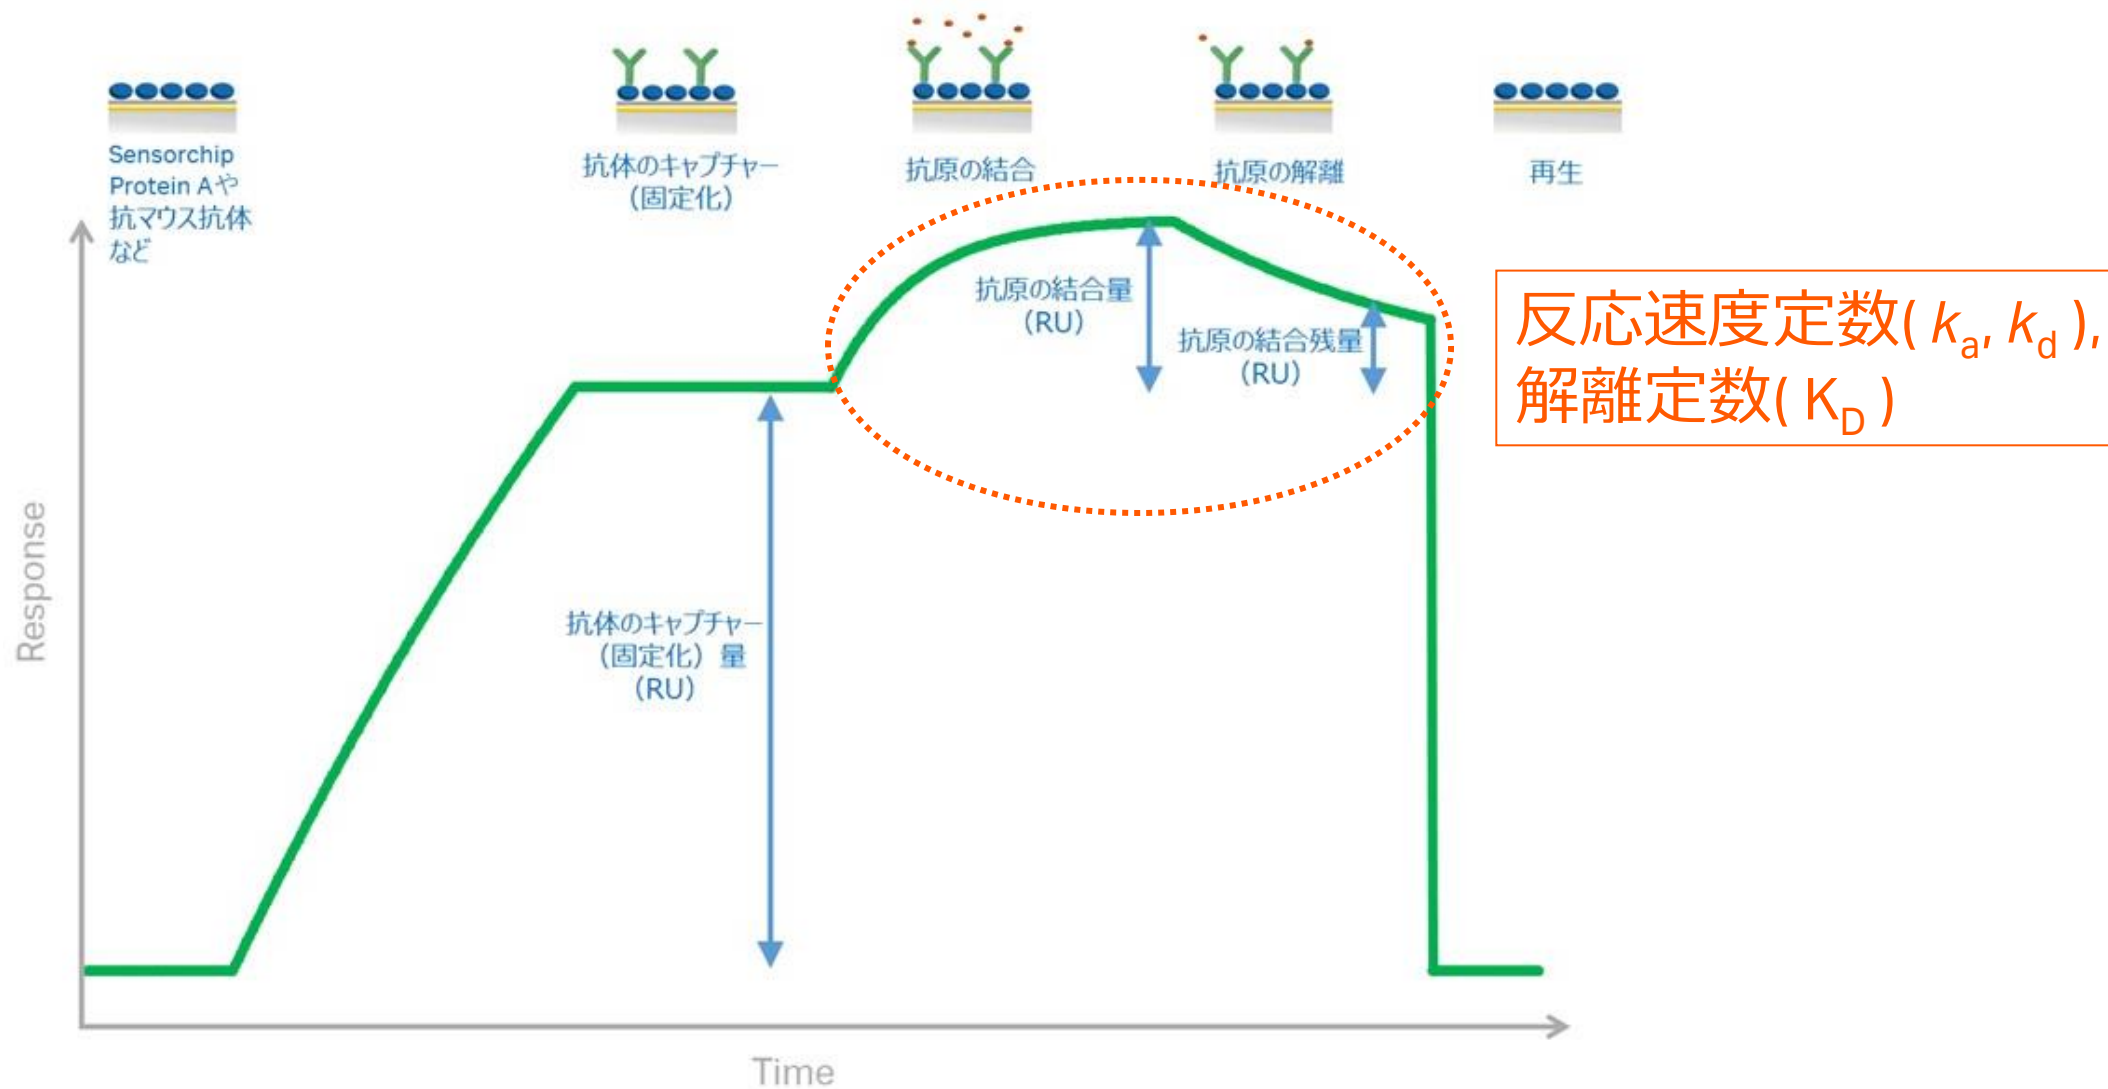 Sensorchip
Protein Aや
抗マウス抗体
など
抗体のキャプチャー
（固定化）
抗原の結合
抗原の解離
再生
抗原の結合量
（RU）
抗原の結合残量
（RU）
反応速度定数( ka, kd ),
解離定数( KD )
抗体のキャプチャー
（固定化）量
（RU）
Response
Time